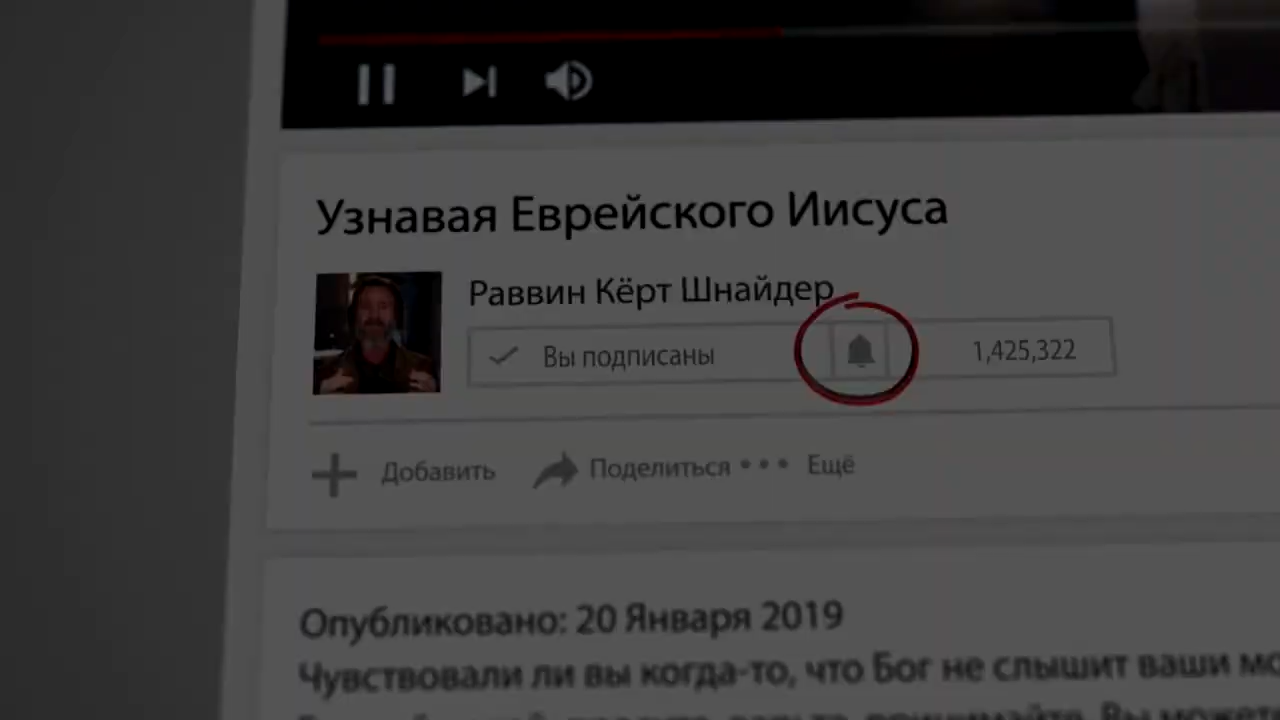 Узнавая Еврейского Иисуса
Раввин Кёрт Шнайдер
Вы подписаны
1,425,322
Добавить
Поделиться
Ещё
Опубликовано: 20 Января 2019
Чувствовали ли вы когда-то, что Бог не слышит ваши